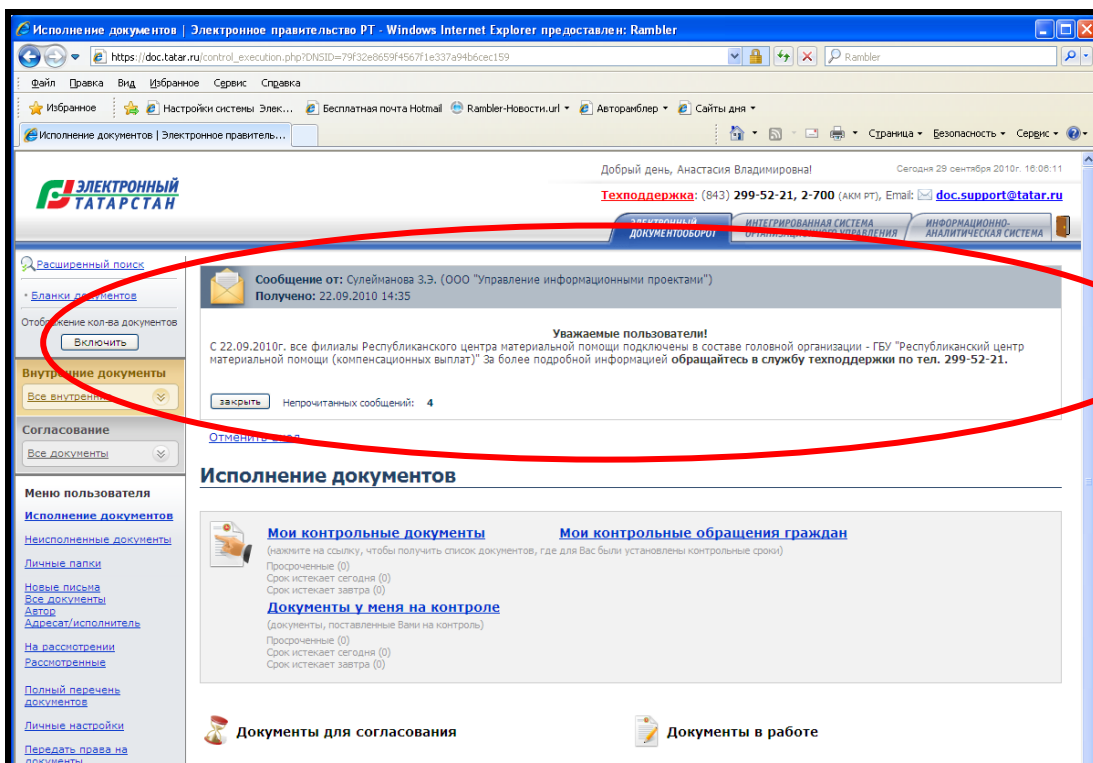 Исполнение документов | Электронное правительство РТ - Windows Internet Explorer предоставлен: Rambler
https://doc.tatar.ru/control_execution.php?DNSID=79f32e8659f4567f1e337a94b6cec159
Rambler
Файл Правка Вид Избранное Сервис Справка
Избранное Настройки системы Элек... Бесплатная почта Hotmail Rambler-Новости.url Авторамблер Сайты дня
Исполнение документов | Электронное правитель...
Страница Безопасность Сервис
Добрый день, Анастасия Владимировна! Сегодня 29 сентября 2010г. 16:06:11
ЭЛЕКТРОННЫЙ
ТАТАРСТАН
Техподдержка: (843) 299-52-21, 2-700 (АКМ РТ), Email: doc.support@tatar.ru
ЭЛЕКТРОННЫЙ
ДОКУМЕНТООБОРОТ
ИНТЕГРИРОВАННАЯ СИСТЕМА
ОРГАНИЗАЦИОННОГО УПРАВЛЕНИЯ
ИНФОРМАЦИОННО-
АНАЛИТИЧЕСКАЯ СИСТЕМА
Расширенный поиск
Бланки документов
Отображение кол-ва документов
Включить
Внутренние документы
Все внутренние
Согласование
Все документы
Меню пользователя
Исполнение документов
Неисполненные документы
Личные папки
Новые письма
Все документы
Автор
Адресат/исполнитель
На рассмотрении
Рассмотренные
Полный перечень
документов
Личные настройки
Передать права на
документы
Сообщение от: Сулейманова З.Э. (ООО "Управление информационными проектами")
Получено: 22.09.2010 14:35
Уважаемые пользователи!
С 22.09.2010г. все филиалы Республиканского центра материальной помощи подключены в составе головной организации - ГБУ "Республиканский центр
материальной помощи (компенсационных выплат)" За более подробной информацией обращайтесь в службу техподдержки по тел. 299-52-21.
закрыть Непрочитанных сообщений: 4
Отменить вход
Исполнение документов
Мои контрольные документы Мои контрольные обращения граждан
(нажмите на ссылку, чтобы получить список документов, где для Вас были установлены контрольные сроки)
Просроченные (0)
Срок истекает сегодня (0)
Срок истекает завтра (0)
Документы у меня на контроле
(документы, поставленные Вами на контроль)
Просроченные (0)
Срок истекает сегодня (0)
Срок истекает завтра (0)
Документы для согласования Документы в работе